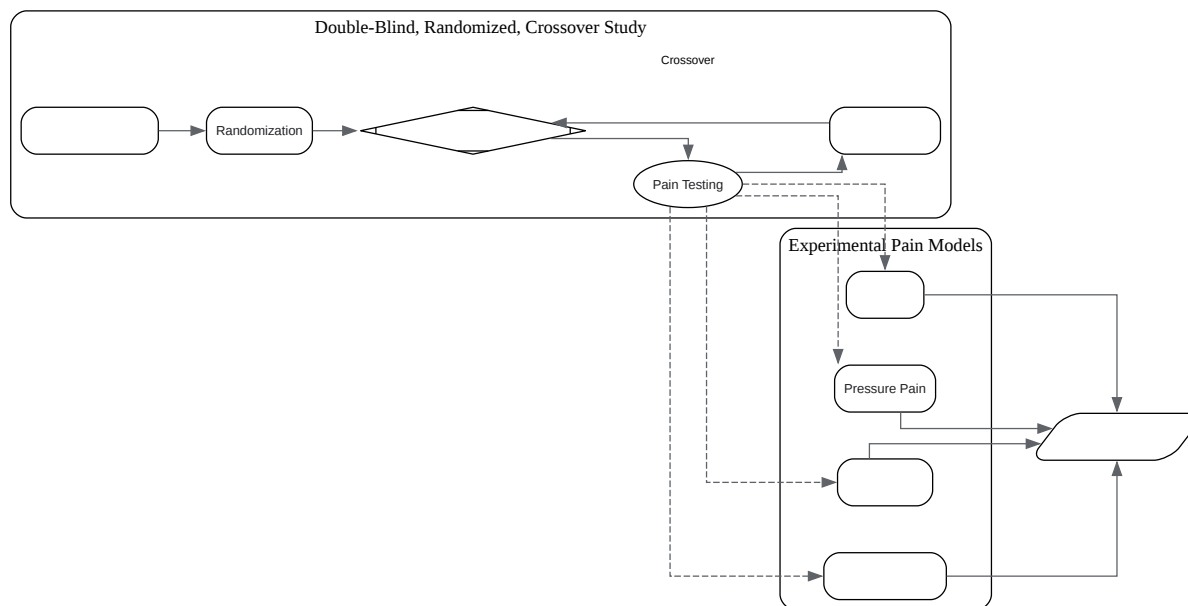 Double-Blind, Randomized, Crossover Study
Crossover
Randomization
Pain Testing
Experimental Pain Models
Pressure Pain